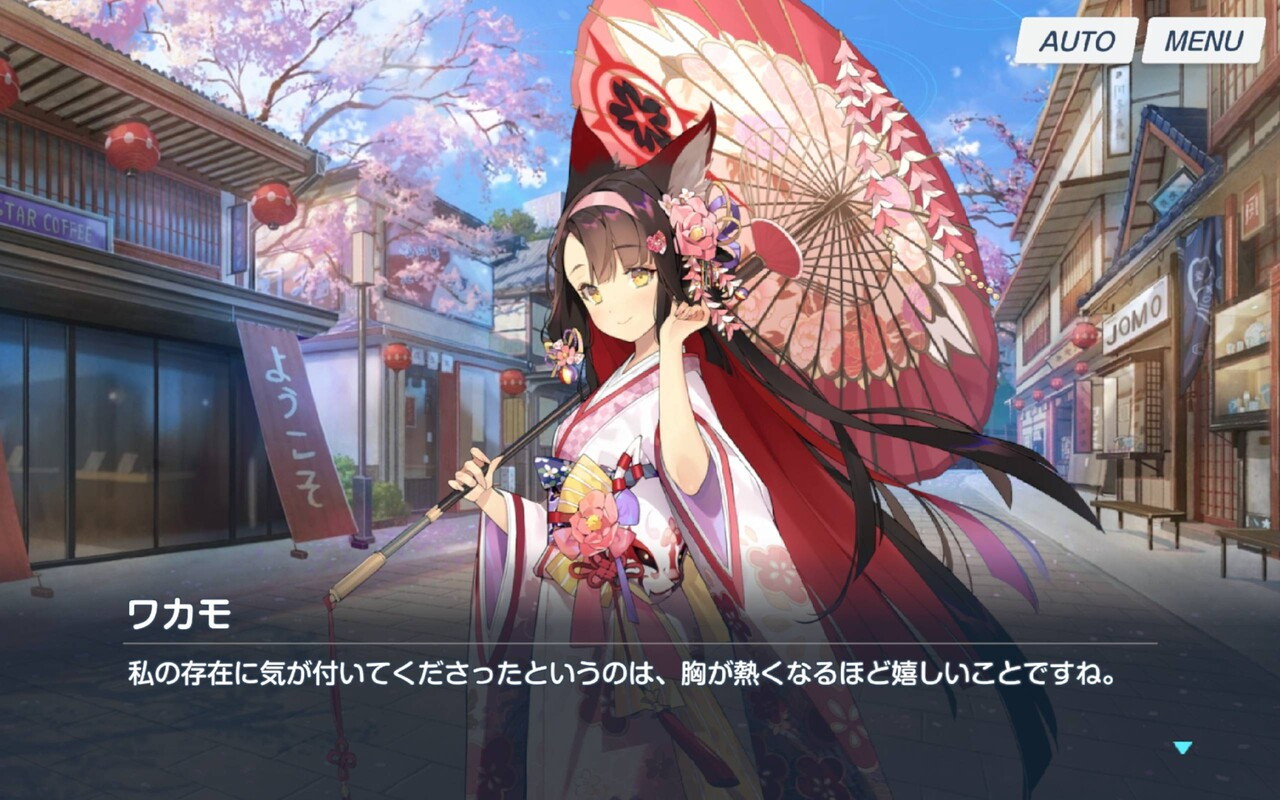 AUTO
MENU
STAR COFFEE
ようこそ
JOMO
ワカモ
私の存在に気が付いてくださったというのは、胸が熱くなるほど嬉しいことですね。